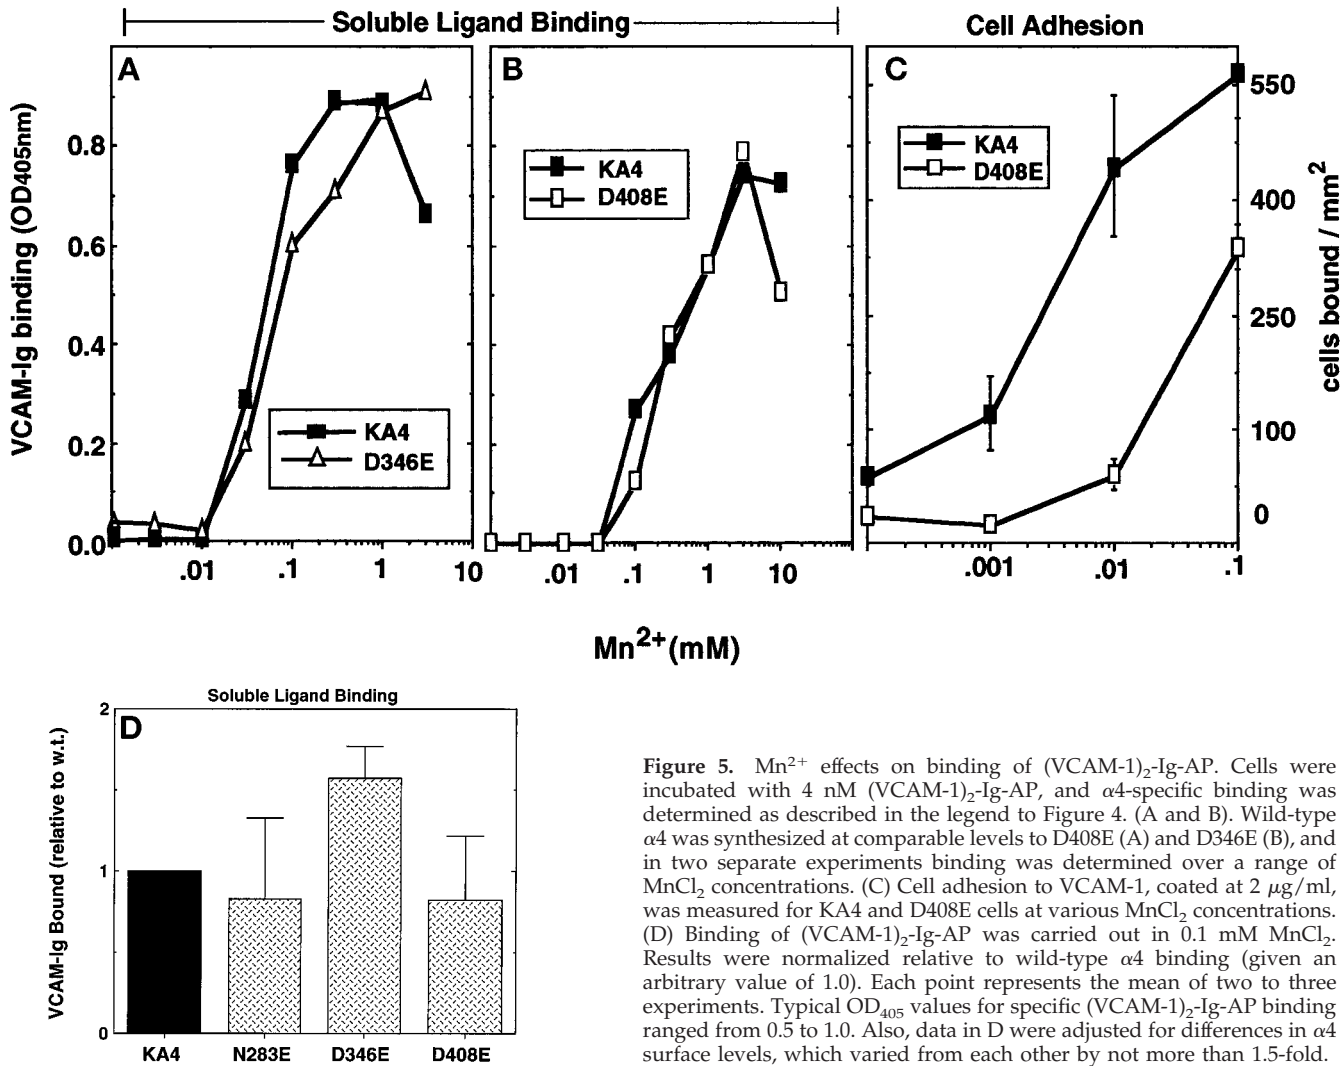 Soluble Ligand Binding
Cell Adhesion
A
B
C
VCAM-Ig binding (OD405nm)
0.8
0.6
0.4
0.2
0.0
KA4
D346E
.01
.1
1
10
KA4
D408E
.01
.1
1
10
KA4
D408E
.001
.01
.1
550
400
250
100
0
cells bound / mm²
Mn²⁺ (mM)
Soluble Ligand Binding
D
VCAM-Ig Bound (relative to w.t.)
2
1
0
KA4
N283E
D346E
D408E
Figure 5. Mn²⁺ effects on binding of (VCAM-1)₂-Ig-AP. Cells were
incubated with 4 nM (VCAM-1)₂-Ig-AP, and α4-specific binding was
determined as described in the legend to Figure 4. (A and B). Wild-type
α4 was synthesized at comparable levels to D408E (A) and D346E (B), and
in two separate experiments binding was determined over a range of
MnCl₂ concentrations. (C) Cell adhesion to VCAM-1, coated at 2 μg/ml,
was measured for KA4 and D408E cells at various MnCl₂ concentrations.
(D) Binding of (VCAM-1)₂-Ig-AP was carried out in 0.1 mM MnCl₂.
Results were normalized relative to wild-type α4 binding (given an
arbitrary value of 1.0). Each point represents the mean of two to three
experiments. Typical OD₄₀₅ values for specific (VCAM-1)₂-Ig-AP binding
ranged from 0.5 to 1.0. Also, data in D were adjusted for differences in α4
surface levels, which varied from each other by not more than 1.5-fold.